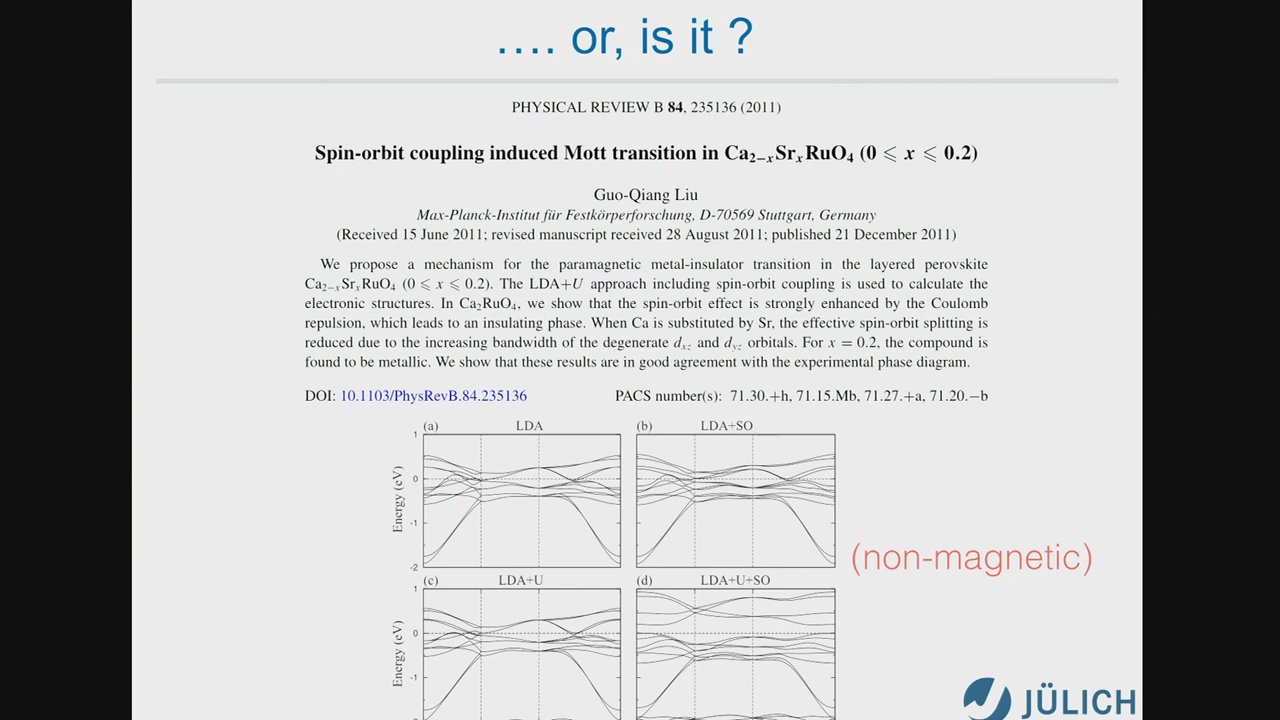 .... or, is it ?
PHYSICAL REVIEW B 84, 235136 (2011)
Spin-orbit coupling induced Mott transition in Ca₂₋ₓSrₓRuO₄ (0 ⩽ x ⩽ 0.2)
Guo-Qiang Liu
Max-Planck-Institut für Festkörperforschung, D-70569 Stuttgart, Germany
(Received 15 June 2011; revised manuscript received 28 August 2011; published 21 December 2011)
We propose a mechanism for the paramagnetic metal-insulator transition in the layered perovskite
Ca₂₋ₓSrₓRuO₄ (0 ⩽ x ⩽ 0.2). The LDA+U approach including spin-orbit coupling is used to calculate the
electronic structures. In Ca₂RuO₄, we show that the spin-orbit effect is strongly enhanced by the Coulomb
repulsion, which leads to an insulating phase. When Ca is substituted by Sr, the effective spin-orbit splitting is
reduced due to the increasing bandwidth of the degenerate d_xz and d_yz orbitals. For x = 0.2, the compound is
found to be metallic. We show that these results are in good agreement with the experimental phase diagram.
DOI: 10.1103/PhysRevB.84.235136 PACS number(s): 71.30.+h, 71.15.Mb, 71.27.+a, 71.20.−b
(a) LDA (b) LDA+SO
1
0
-1
-2
Energy (eV)
(non-magnetic)
(c) LDA+U (d) LDA+U+SO
1
0
-1
Energy (eV)
JÜLICH